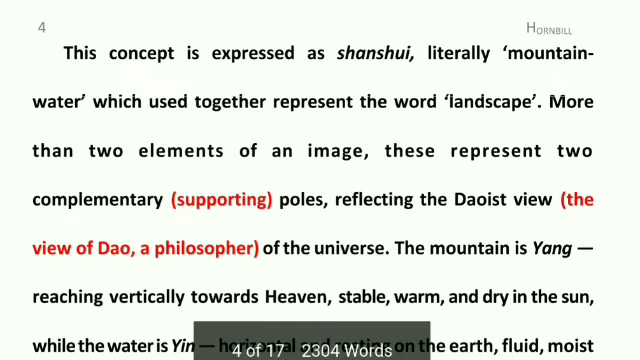 4 HORNBILL
This concept is expressed as shanshui, literally ‘mountain-
water’ which used together represent the word ‘landscape’. More
than two elements of an image, these represent two
complementary (supporting) poles, reflecting the Daoist view (the
view of Dao, a philosopher) of the universe. The mountain is Yang —
reaching vertically towards Heaven, stable, warm, and dry in the sun,
while the water is Yin — horizontal and resting on the earth, fluid, moist
4 of 17 2304 Words